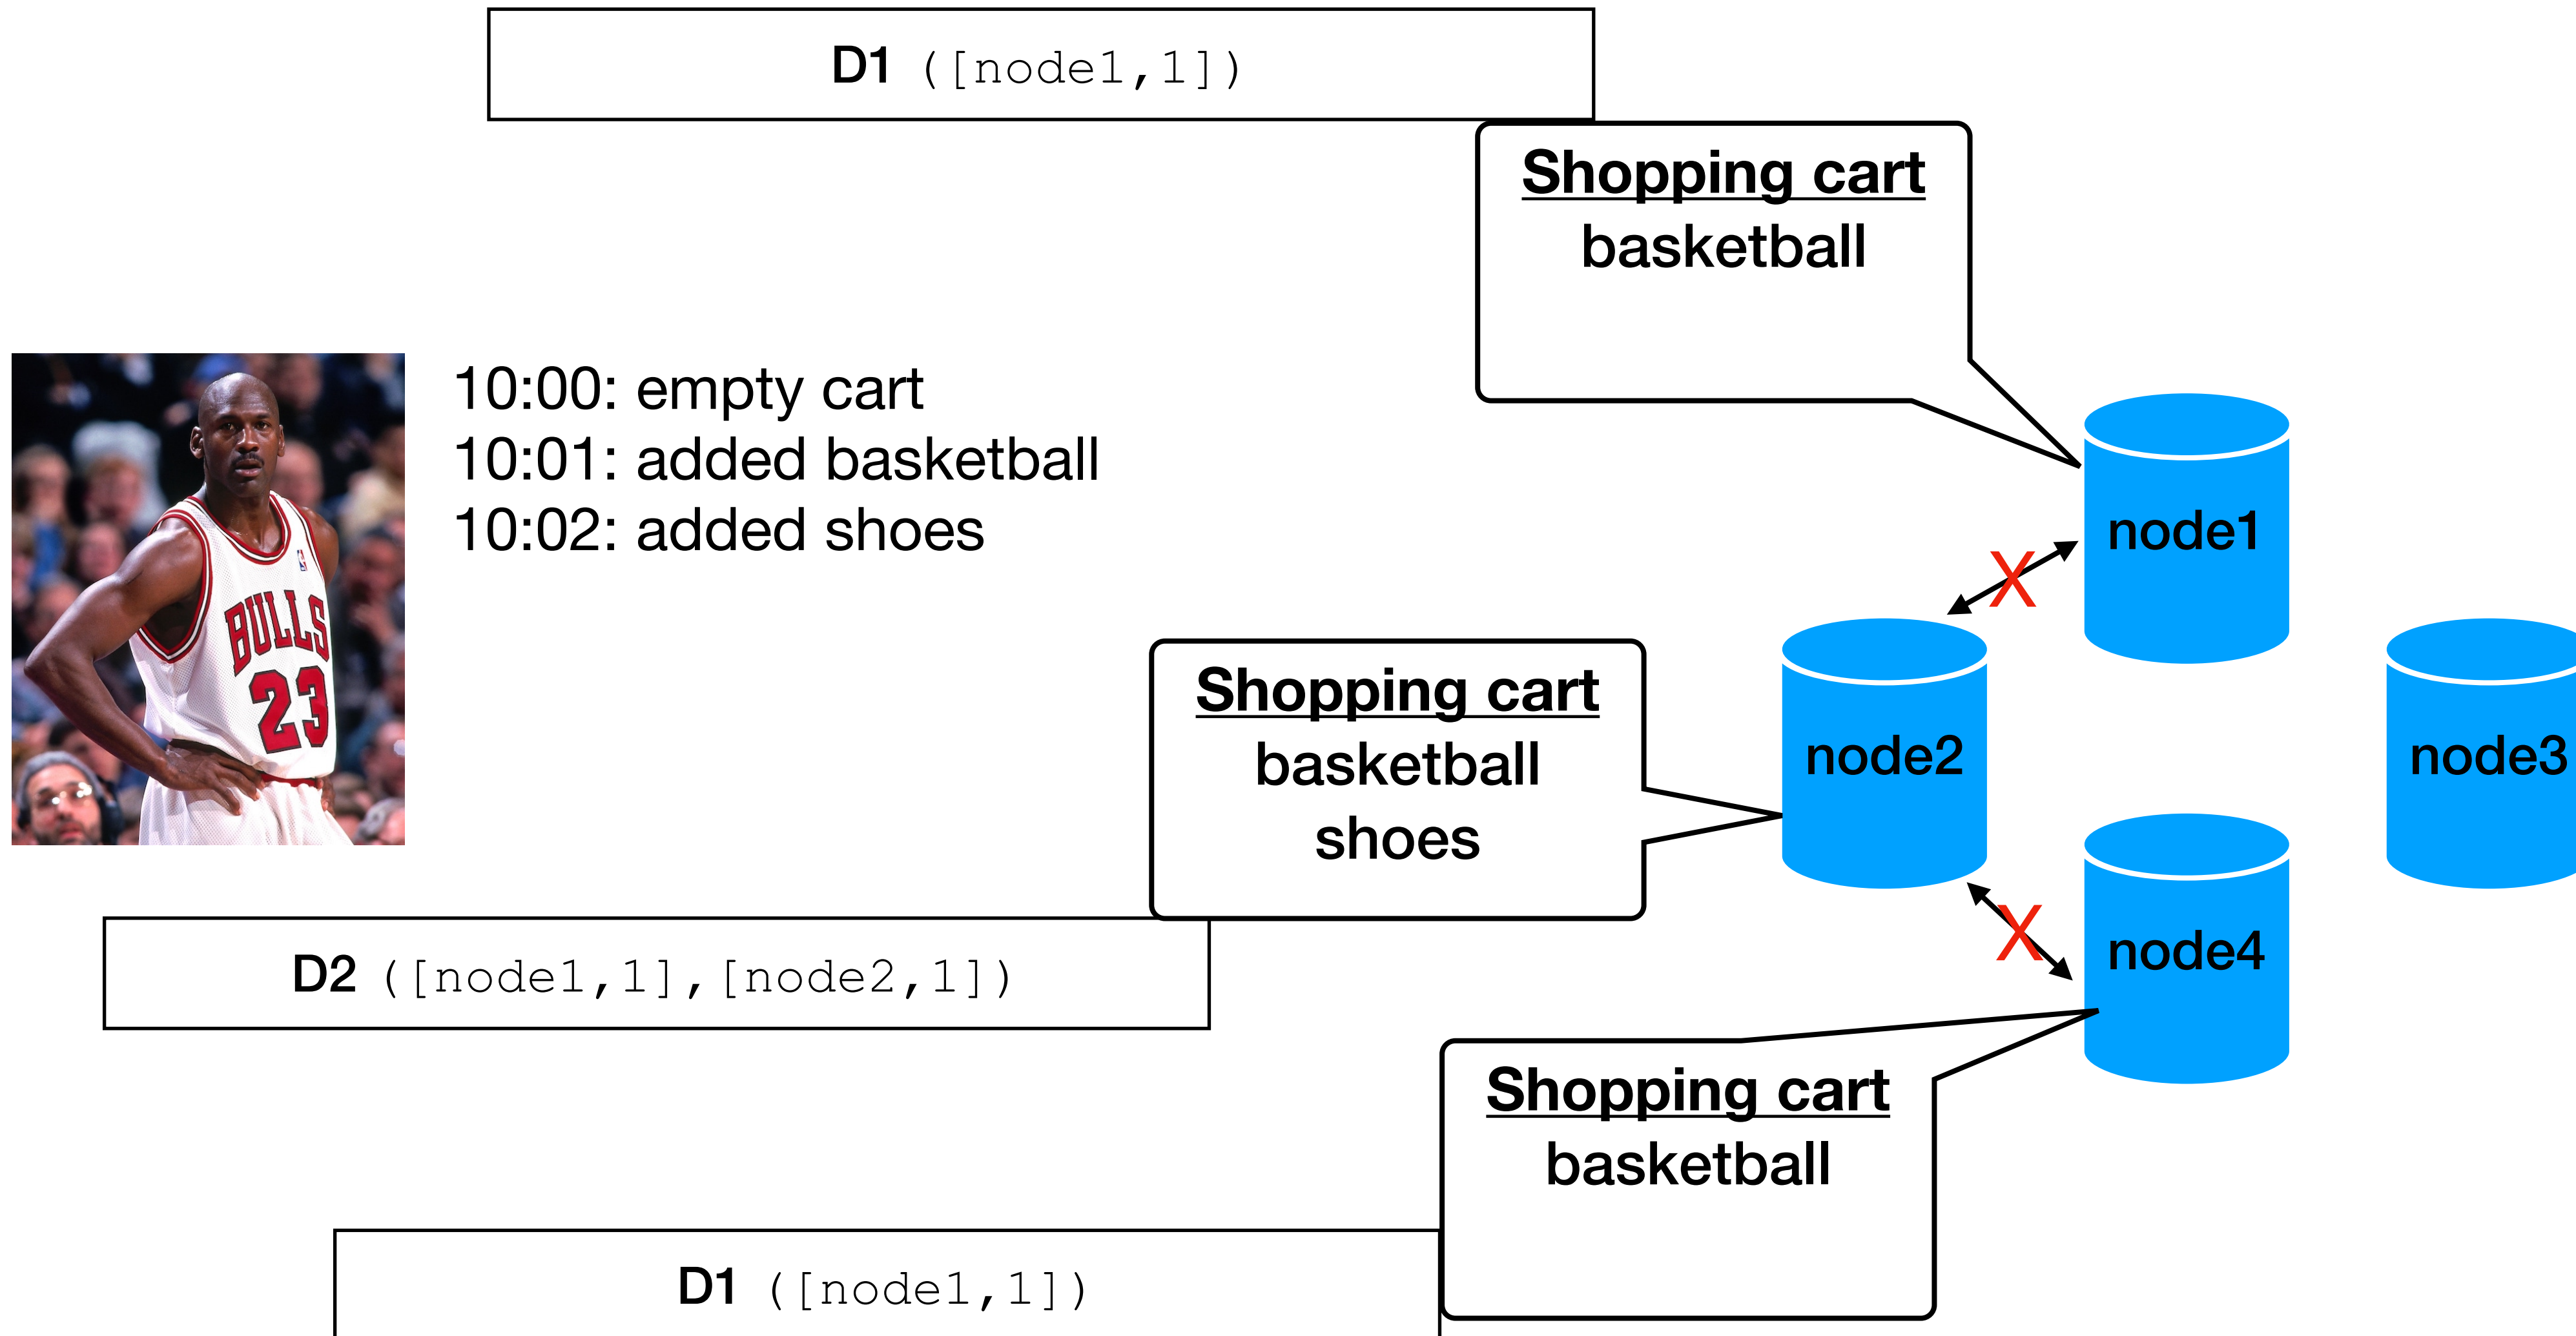 D1 ([node1,1])
Shopping cart
basketball
10:00: empty cart
10:01: added basketball
10:02: added shoes
BULLS
23
node1
X
Shopping cart
basketball
shoes
node2
node3
D2 ([node1,1],[node2,1])
X
node4
Shopping cart
basketball
D1 ([node1,1])